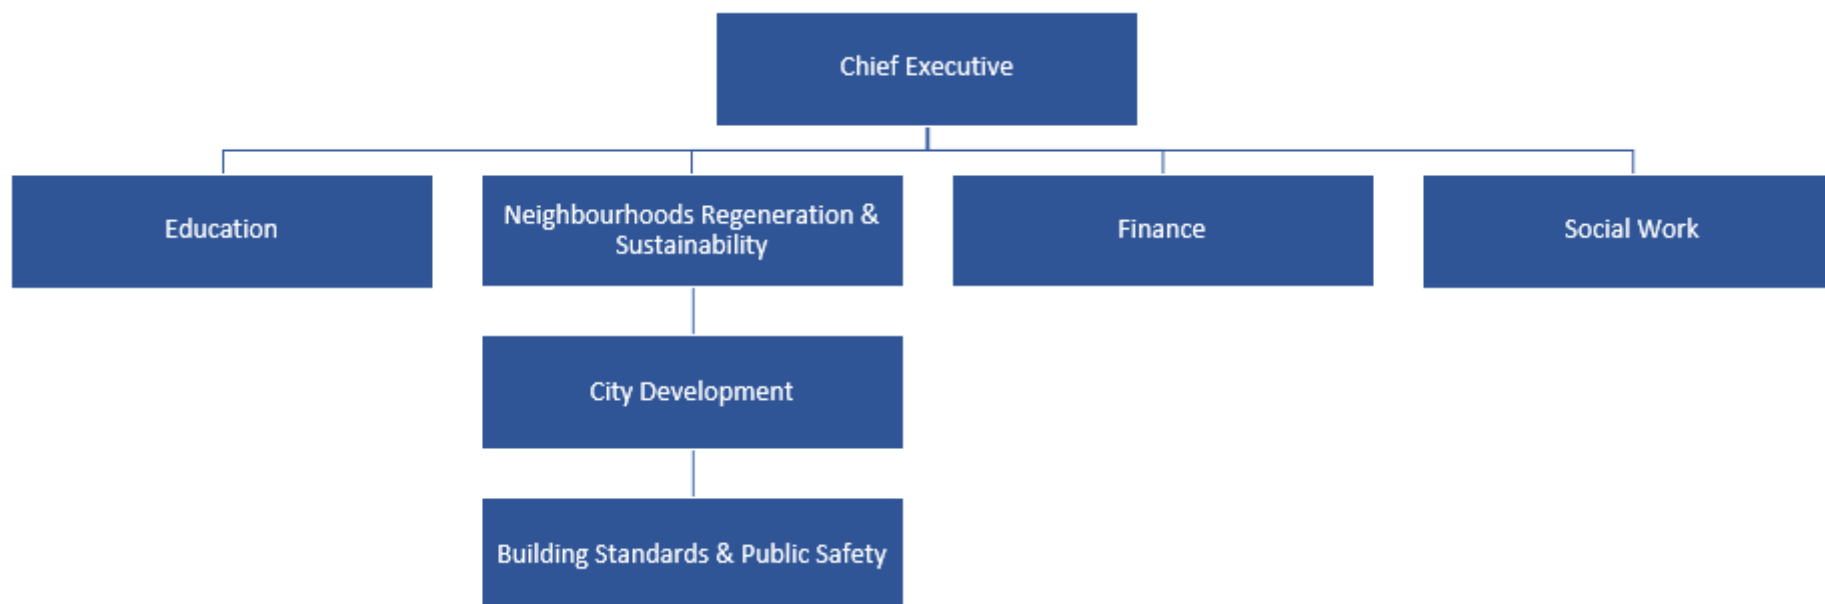 Chief Executive
Education
Neighbourhoods Regeneration &
Sustainability
Finance
Social Work
City Development
Building Standards & Public Safety